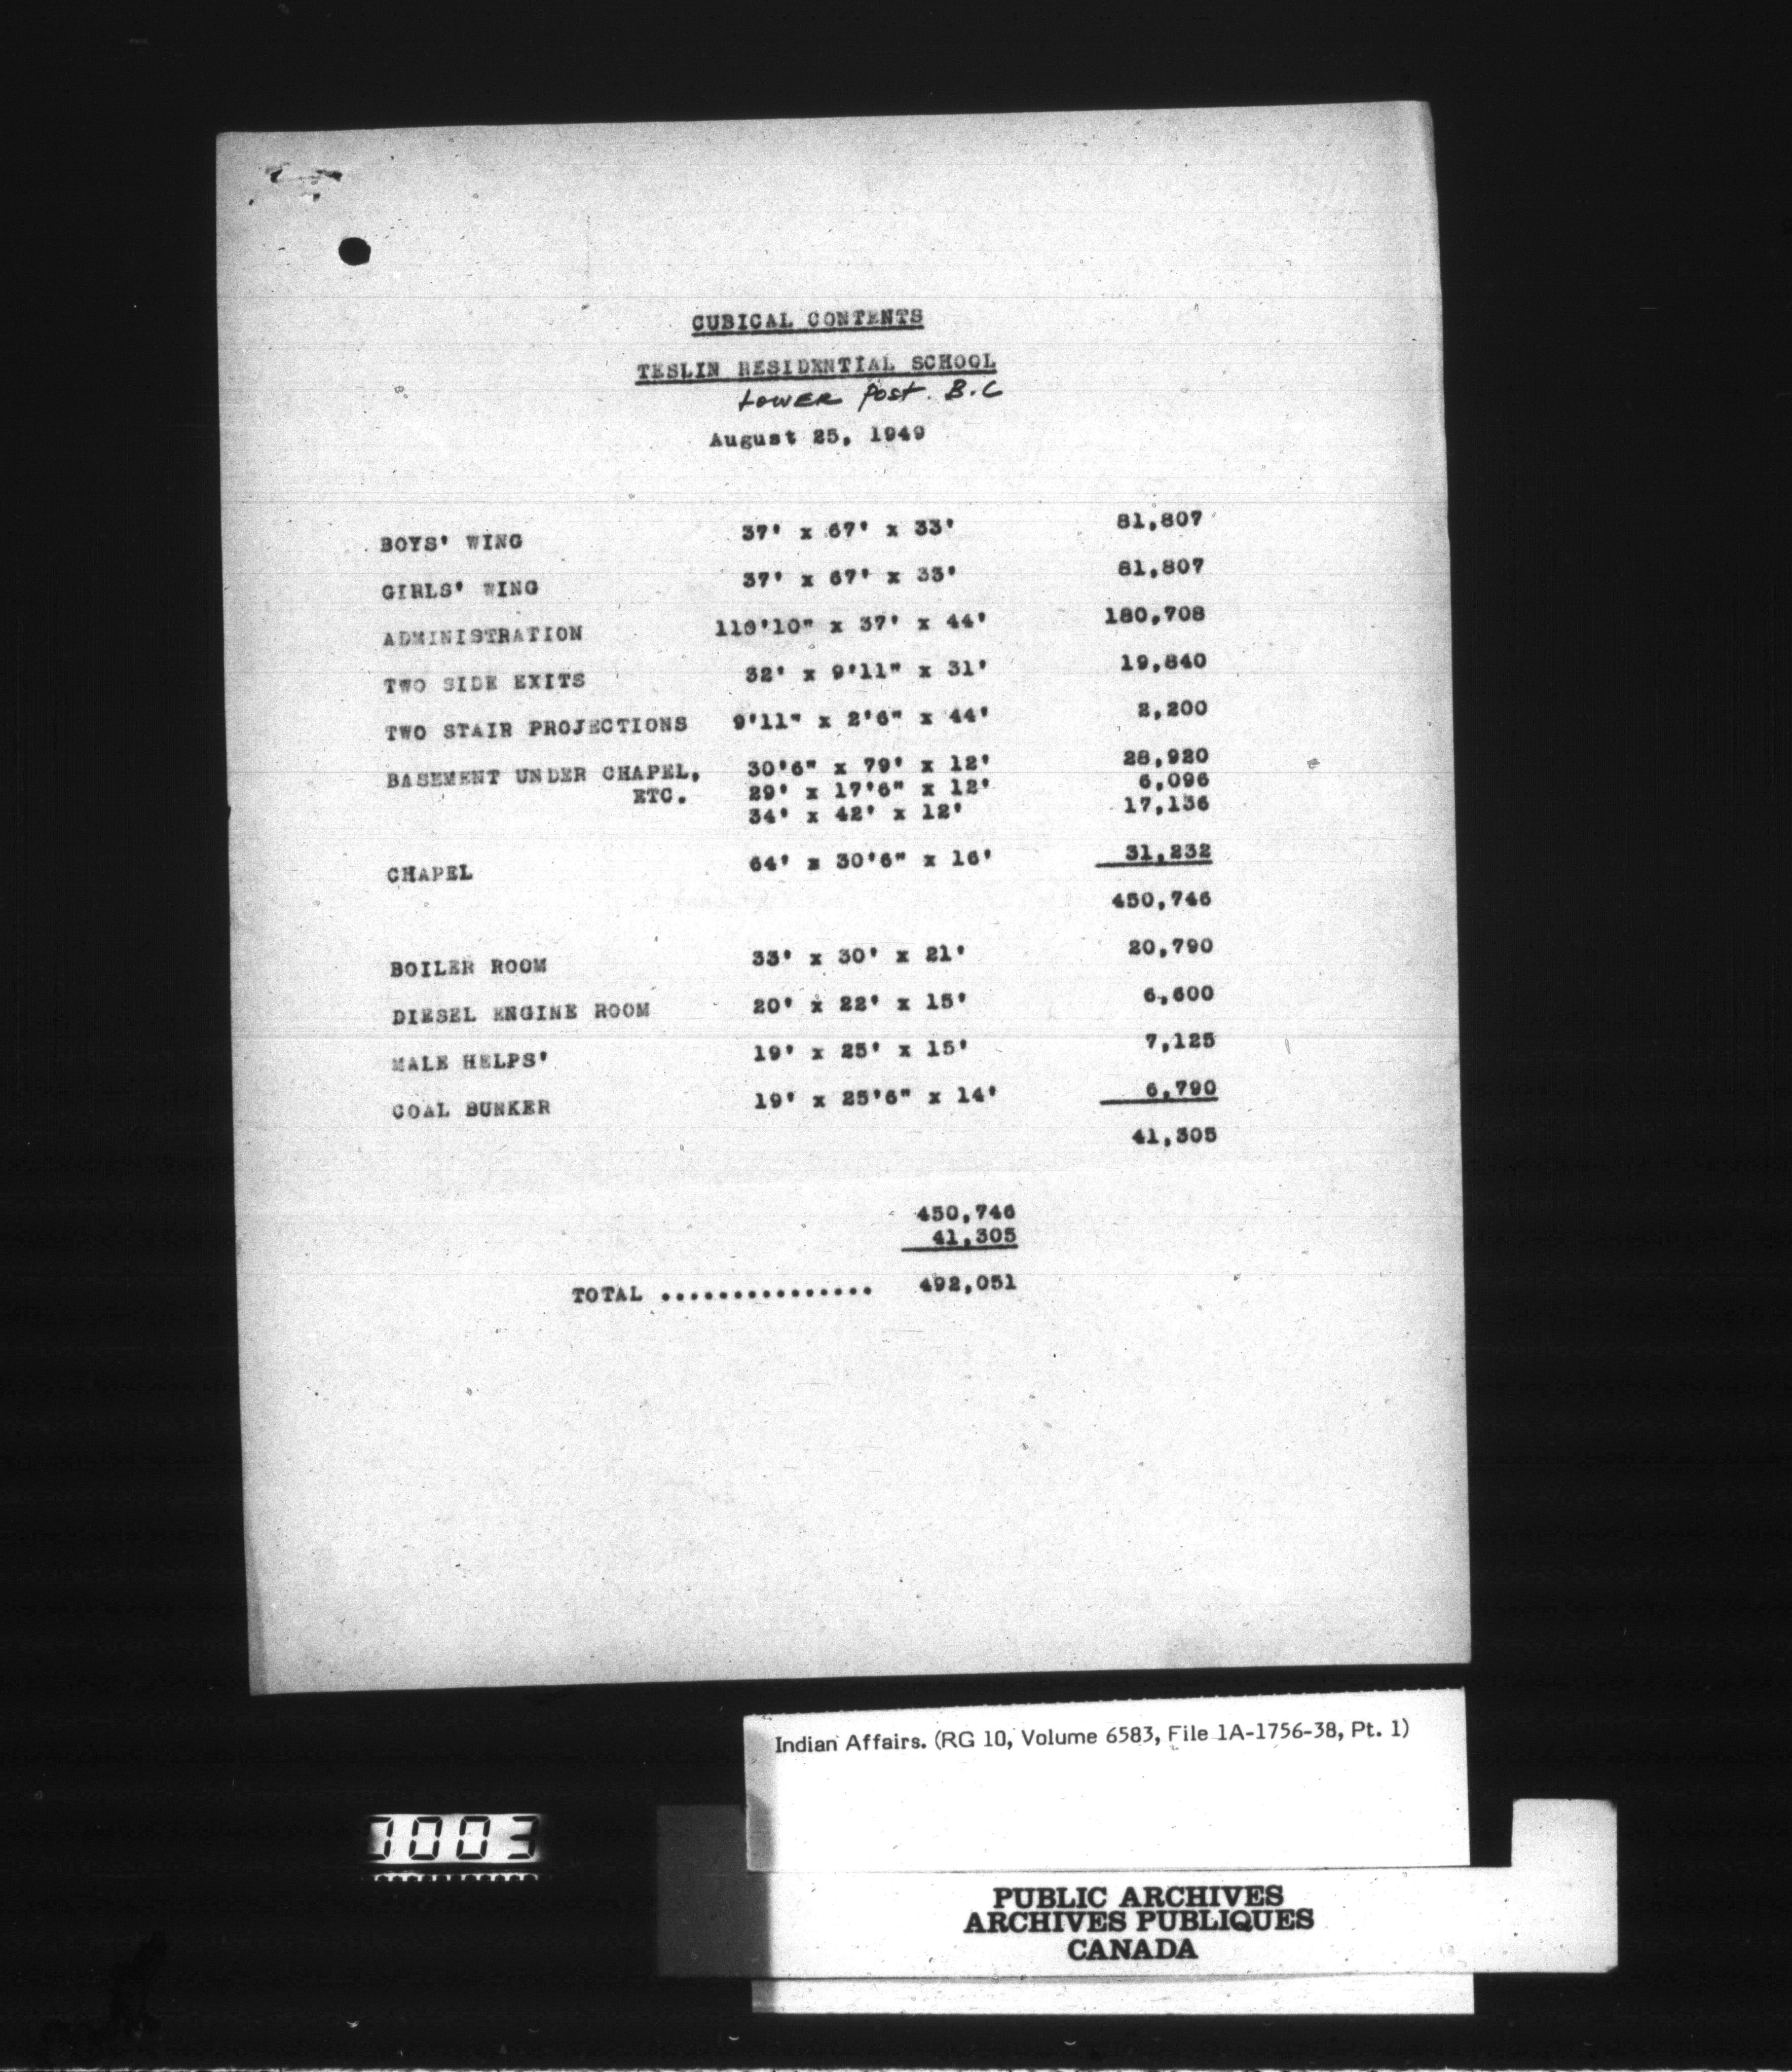 CUBICAL CONTENTS
TESLIN RESIDENTIAL SCHOOL
Lower Post. B.C
August 25, 1949
BOYS' WING 37' x 67' x 33' 81,807
GIRLS' WING 37' x 67' x 33' 81,807
ADMINISTRATION 110'10" x 37' x 44' 180,708
TWO SIDE EXITS 32' x 9'11" x 31' 19,840
TWO STAIR PROJECTIONS 9'11" x 2'6" x 44' 2,200
BASEMENT UNDER CHAPEL, 30'6" x 79' x 12' 28,920
ETC. 29' x 17'6" x 12' 6,096
34' x 42' x 12' 17,136
CHAPEL 64' x 30'6" x 16' 31,232
450,746
BOILER ROOM 33' x 30' x 21' 20,790
DIESEL ENGINE ROOM 20' x 22' x 15' 6,600
MALE HELPS' 19' x 25' x 15' 7,125
COAL BUNKER 19' x 25'6" x 14' 6,790
41,305
450,746
41,305
TOTAL ............... 492,051
Indian Affairs. (RG 10, Volume 6583, File 1A-1756-38, Pt. 1)
1003
PUBLIC ARCHIVES
ARCHIVES PUBLIQUES
CANADA